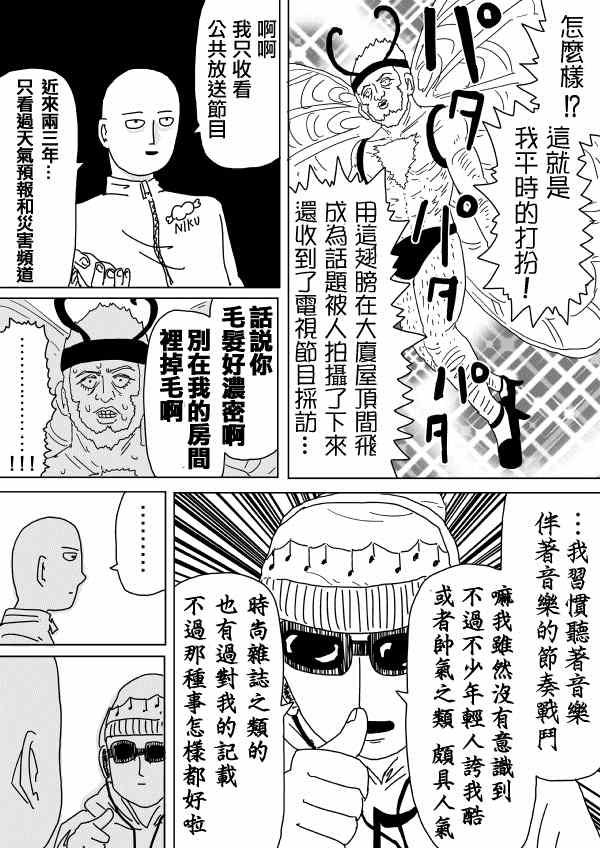 怎麼樣!?
這就是
我平時的打扮!
パタ
パタ
パタ
用這翅膀在大廈屋頂間飛
成為話題被人拍攝了下來
還收到了電視節目採訪…
啊啊
我只收看
公共放送節目
近來兩三年…
只看過天氣預報和災害頻道
NIKU
話說你
毛髮好濃密啊
別在我的房間
裡掉毛啊
…………!!!
…我習慣聽著音樂
伴著音樂的節奏戰鬥
嘛我雖然沒有意識到
不過不少年輕人誇我酷
或者帥氣之類 頗具人氣
時尚雜誌之類的
也有過對我的記載
不過那種事怎樣都好啦
……